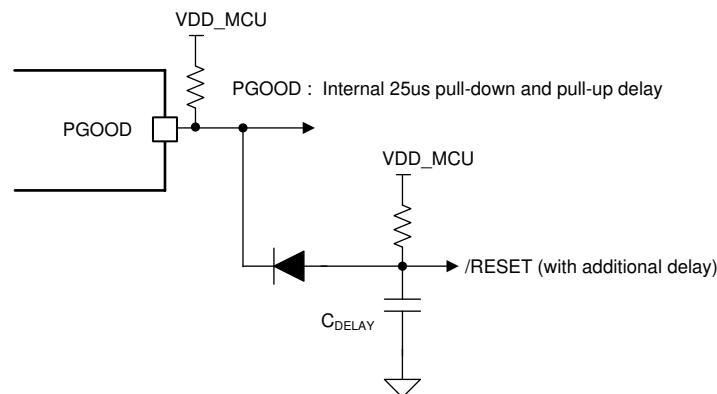 VDD_MCU
PGOOD : Internal 25us pull-down and pull-up delay
PGOOD
VDD_MCU
/RESET (with additional delay)
CDELAY